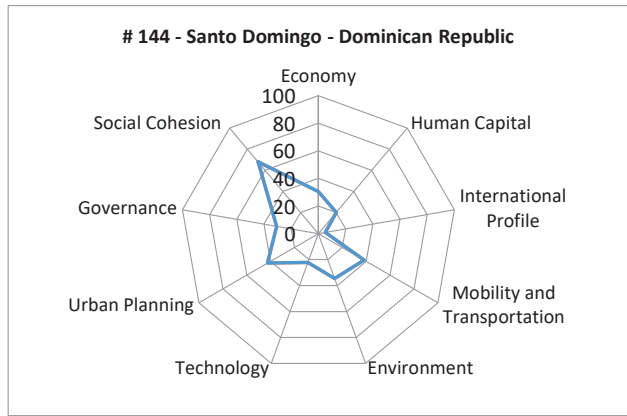 # 144 - Santo Domingo - Dominican Republic
Economy
100
80
60
40
20
0
Human Capital
International
Profile
Mobility and
Transportation
Environment
Technology
Urban Planning
Governance
Social Cohesion